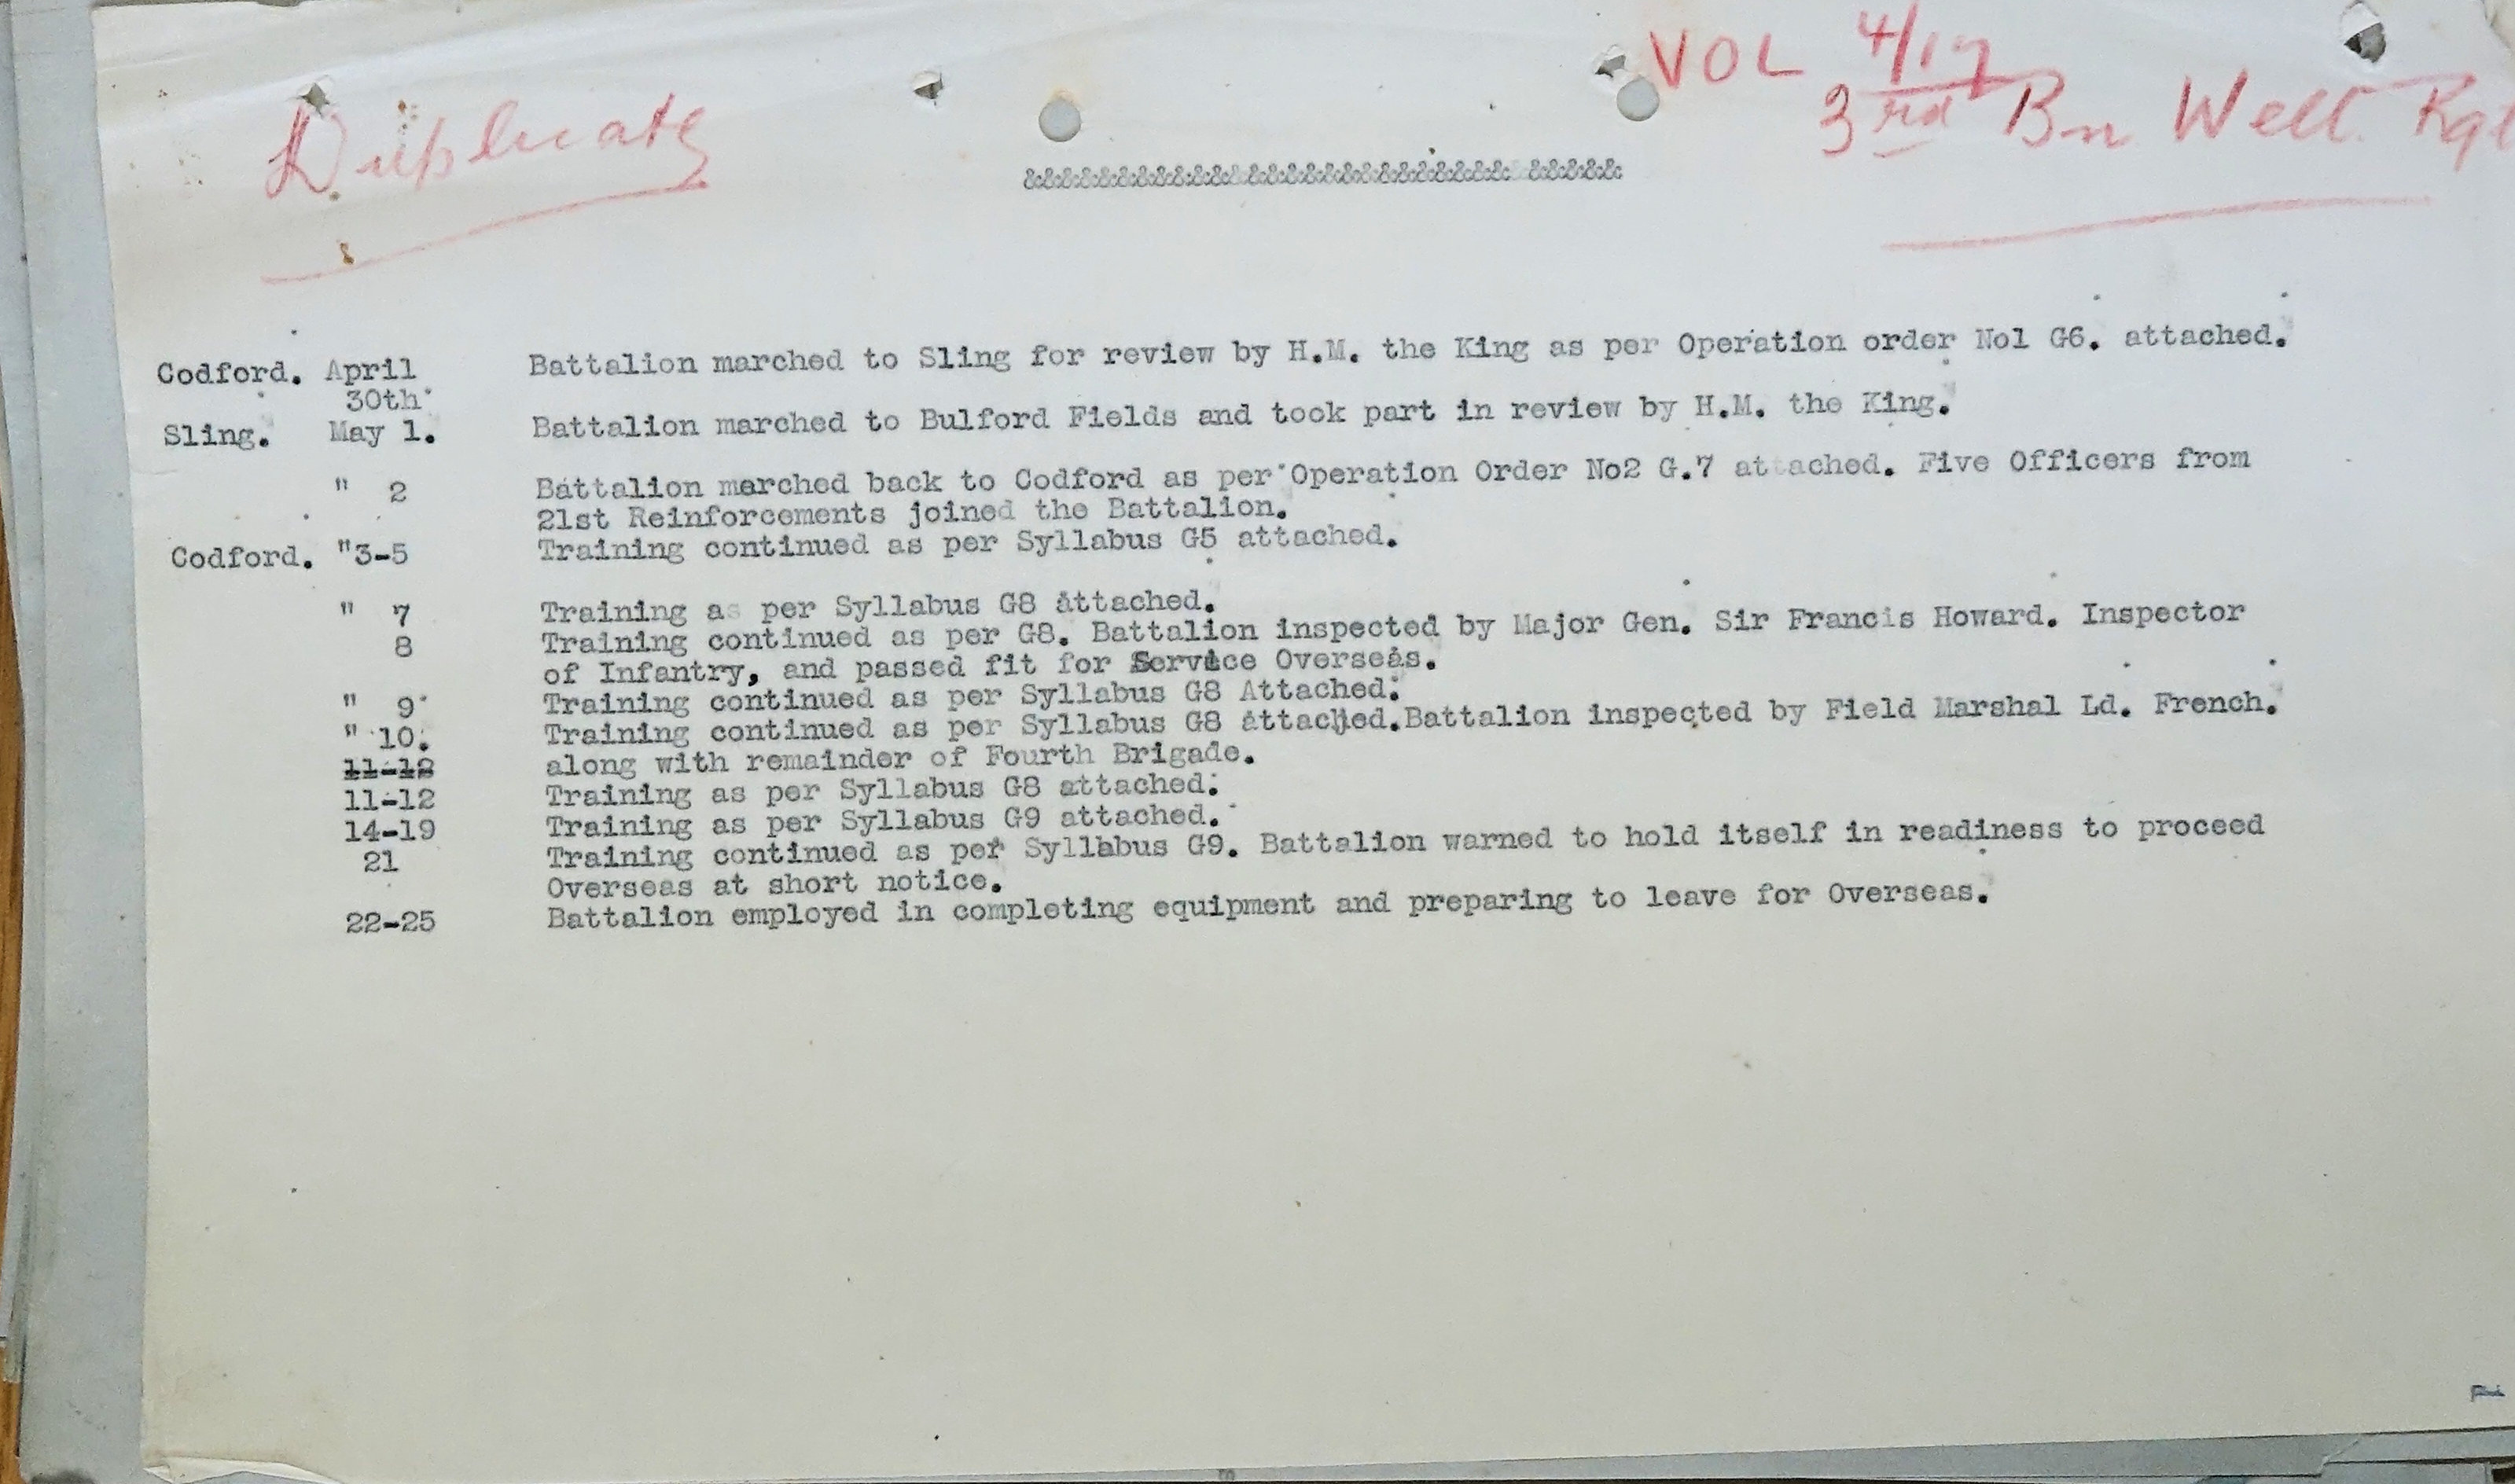 Duplicate
VOL 4/17
3rd Bn Well. Rgt
&&&&&&&&&&&&&&&&&&&&&&&&&& &&&&&
Codford. April Battalion marched to Sling for review by H.M. the King as per Operation order No1 G6. attached.
30th
Sling. May 1. Battalion marched to Bulford Fields and took part in review by H.M. the King.
" 2 Battalion marched back to Codford as per Operation Order No2 G.7 attached. Five Officers from
21st Reinforcements joined the Battalion.
Codford. "3-5 Training continued as per Syllabus G5 attached.
" 7 Training as per Syllabus G8 attached.
8 Training continued as per G8. Battalion inspected by Major Gen. Sir Francis Howard. Inspector
of Infantry, and passed fit for Service Overseas.
" 9 Training continued as per Syllabus G8 Attached.
" 10. Training continued as per Syllabus G8 attached.Battalion inspected by Field Marshal Ld. French.
11-12 along with remainder of Fourth Brigade.
11-12 Training as per Syllabus G8 attached.
14-19 Training as per Syllabus G9 attached.
21 Training continued as per Syllabus G9. Battalion warned to hold itself in readiness to proceed
Overseas at short notice.
22-25 Battalion employed in completing equipment and preparing to leave for Overseas.